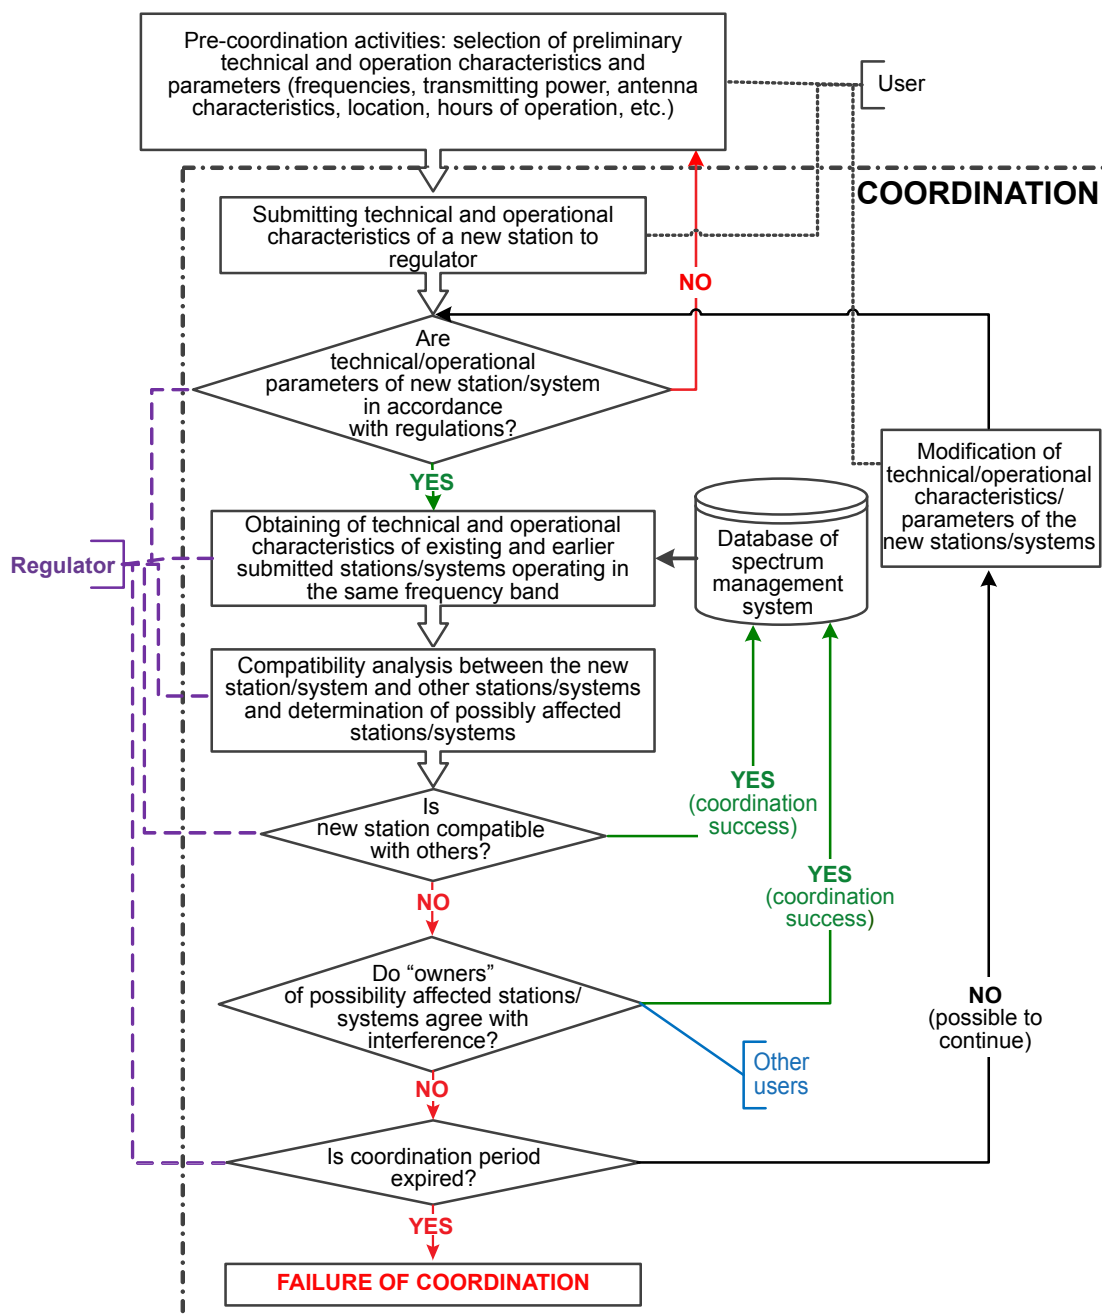 Pre-coordination activities: selection of preliminary
technical and operation characteristics and
parameters (frequencies, transmitting power, antenna
characteristics, location, hours of operation, etc.)
User
COORDINATION
Submitting technical and operational
characteristics of a new station to
regulator
NO
Are
technical/operational
parameters of new station/system
in accordance
with regulations?
YES
Modification of
technical/operational
characteristics/
parameters of the
new stations/systems
Database of
spectrum
management
system
Obtaining of technical and operational
characteristics of existing and earlier
submitted stations/systems operating in
the same frequency band
Regulator
Compatibility analysis between the new
station/system and other stations/systems
and determination of possibly affected
stations/systems
YES
(coordination
success)
Is
new station compatible
with others?
YES
(coordination
success)
NO
Do “owners”
of possibility affected stations/
systems agree with
interference?
NO
(possible to
continue)
Other
users
NO
Is coordination period
expired?
YES
FAILURE OF COORDINATION